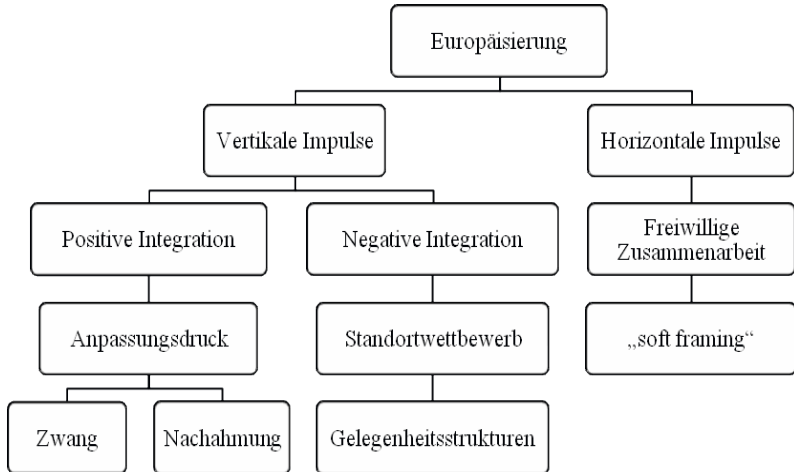 Europäisierung
Vertikale Impulse
Horizontale Impulse
Positive Integration
Negative Integration
Freiwillige
Zusammenarbeit
Anpassungsdruck
Standortwettbewerb
„soft framing“
Zwang
Nachahmung
Gelegenheitsstrukturen